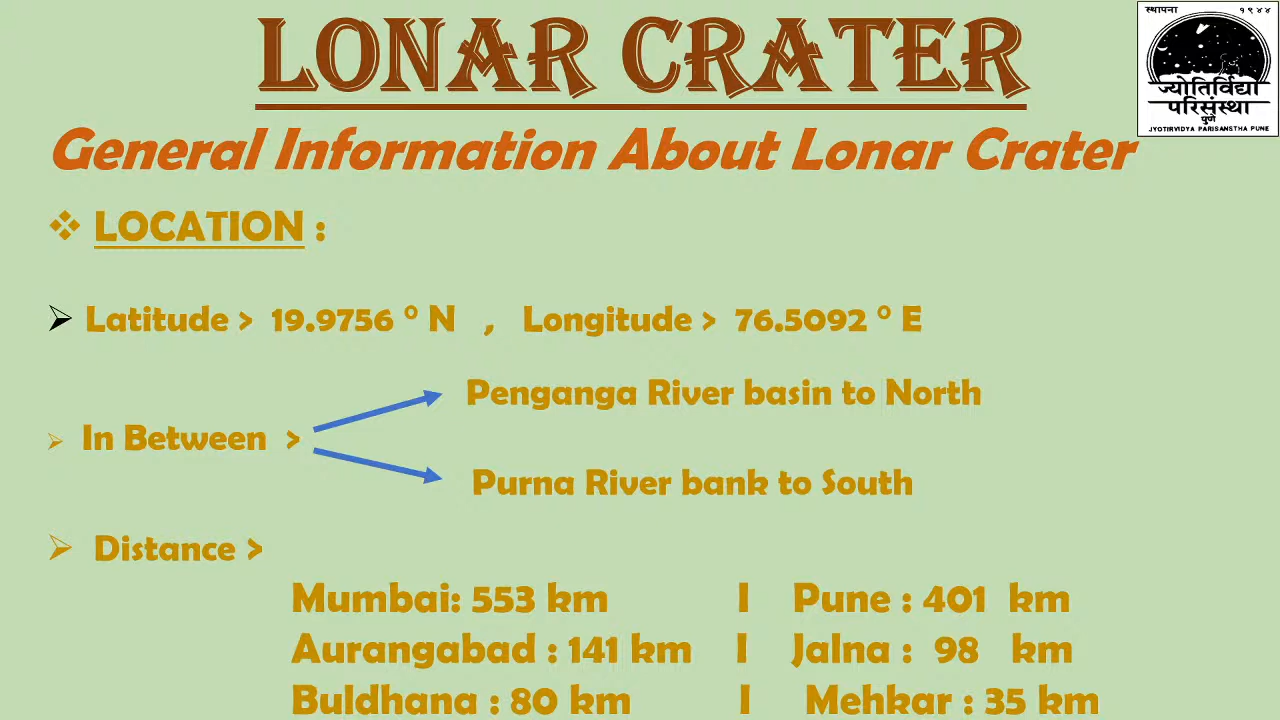 LONAR CRATER
स्थापना १९४४
ज्योतिर्विद्या
परिसंस्था
पुणे
JYOTIRVIDYA PARISANSTHA PUNE
General Information About Lonar Crater
❖ LOCATION :
➢ Latitude > 19.9756 ° N , Longitude > 76.5092 ° E
Penganga River basin to North
➢ In Between >
Purna River bank to South
➢ Distance >
Mumbai: 553 km I Pune : 401 km
Aurangabad : 141 km I Jalna : 98 km
Buldhana : 80 km I Mehkar : 35 km